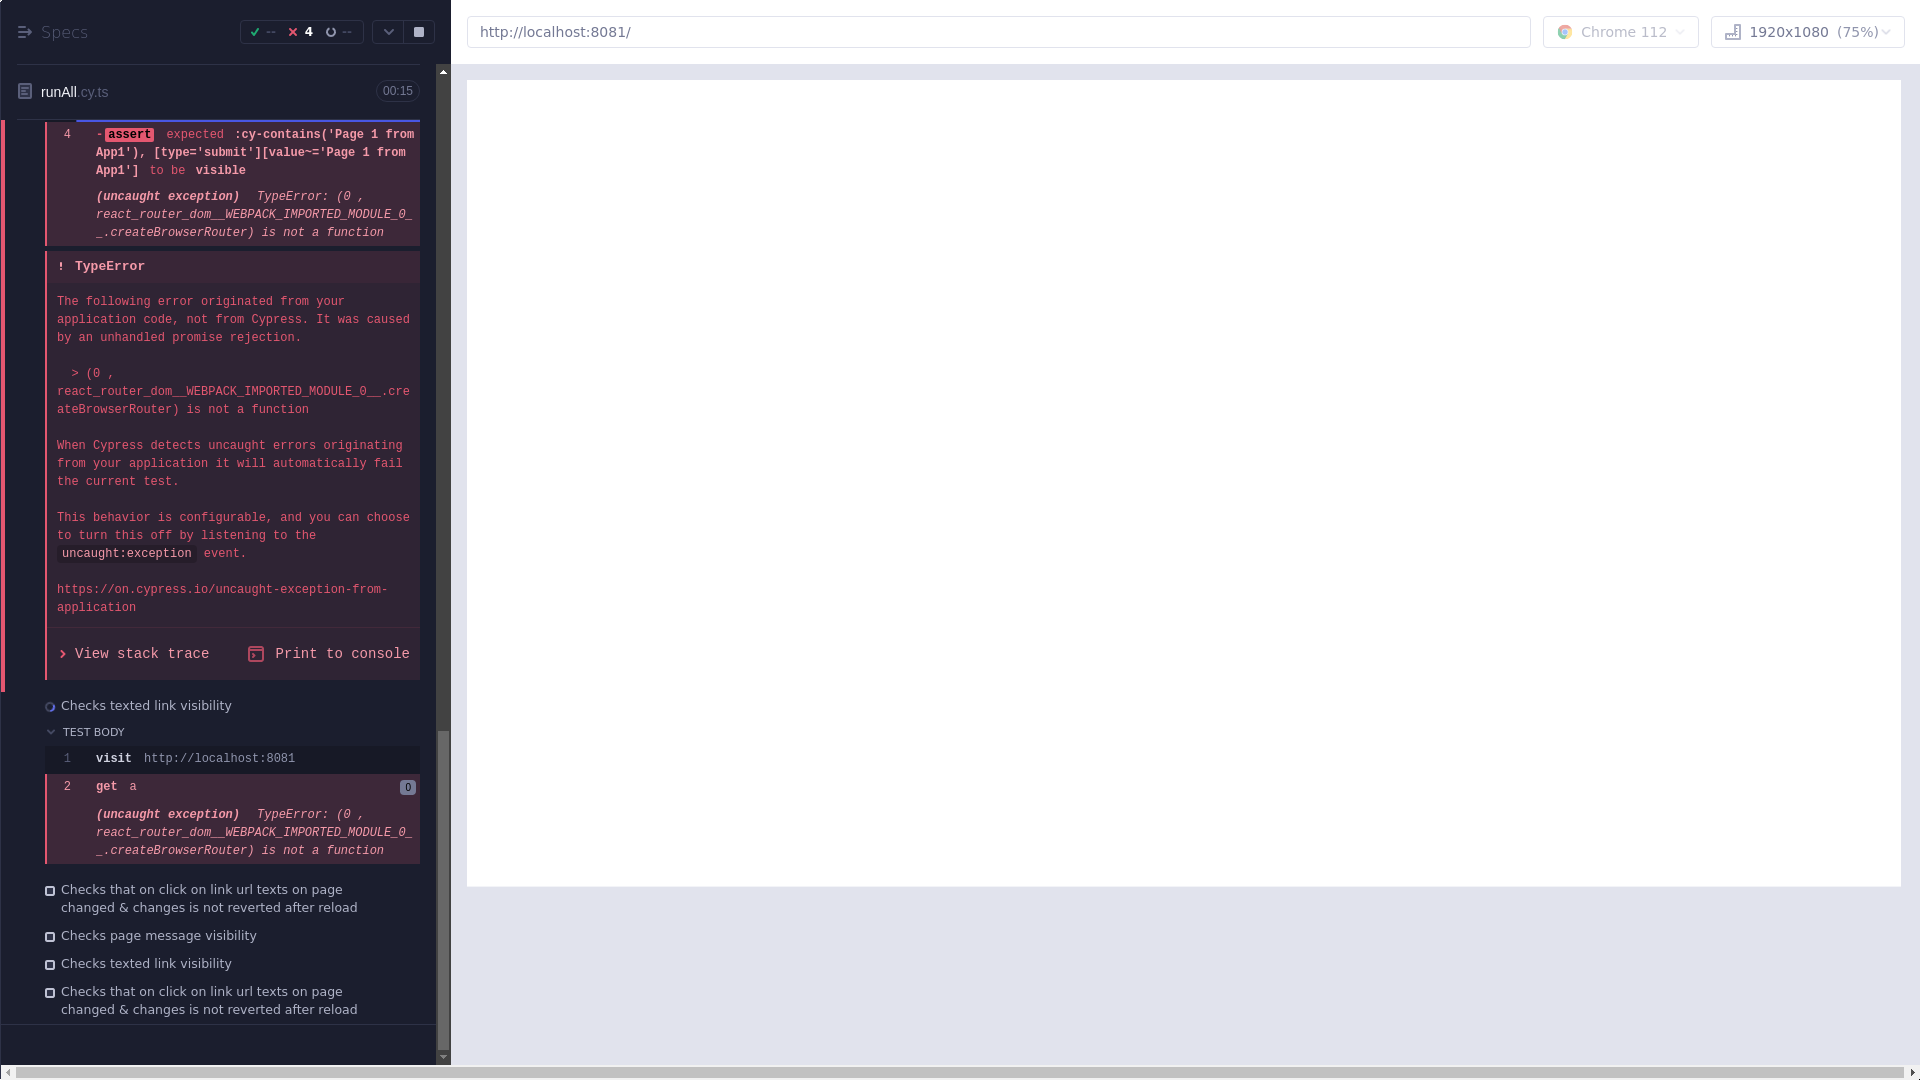 Specs
-- 4 --
http://localhost:8081/
Chrome 112
1920x1080 (75%)
runAll.cy.ts
00:15
4 -assert expected :cy-contains('Page 1 from
App1'), [type='submit'][value~='Page 1 from
App1'] to be visible
(uncaught exception) TypeError: (0 ,
react_router_dom__WEBPACK_IMPORTED_MODULE_0_
_.createBrowserRouter) is not a function
! TypeError
The following error originated from your
application code, not from Cypress. It was caused
by an unhandled promise rejection.
> (0 ,
react_router_dom__WEBPACK_IMPORTED_MODULE_0__.cre
ateBrowserRouter) is not a function
When Cypress detects uncaught errors originating
from your application it will automatically fail
the current test.
This behavior is configurable, and you can choose
to turn this off by listening to the
uncaught:exception event.
https://on.cypress.io/uncaught-exception-from-
application
View stack trace
Print to console
Checks texted link visibility
TEST BODY
1 visit http://localhost:8081
2 get a 0
(uncaught exception) TypeError: (0 ,
react_router_dom__WEBPACK_IMPORTED_MODULE_0_
_.createBrowserRouter) is not a function
Checks that on click on link url texts on page
changed & changes is not reverted after reload
Checks page message visibility
Checks texted link visibility
Checks that on click on link url texts on page
changed & changes is not reverted after reload